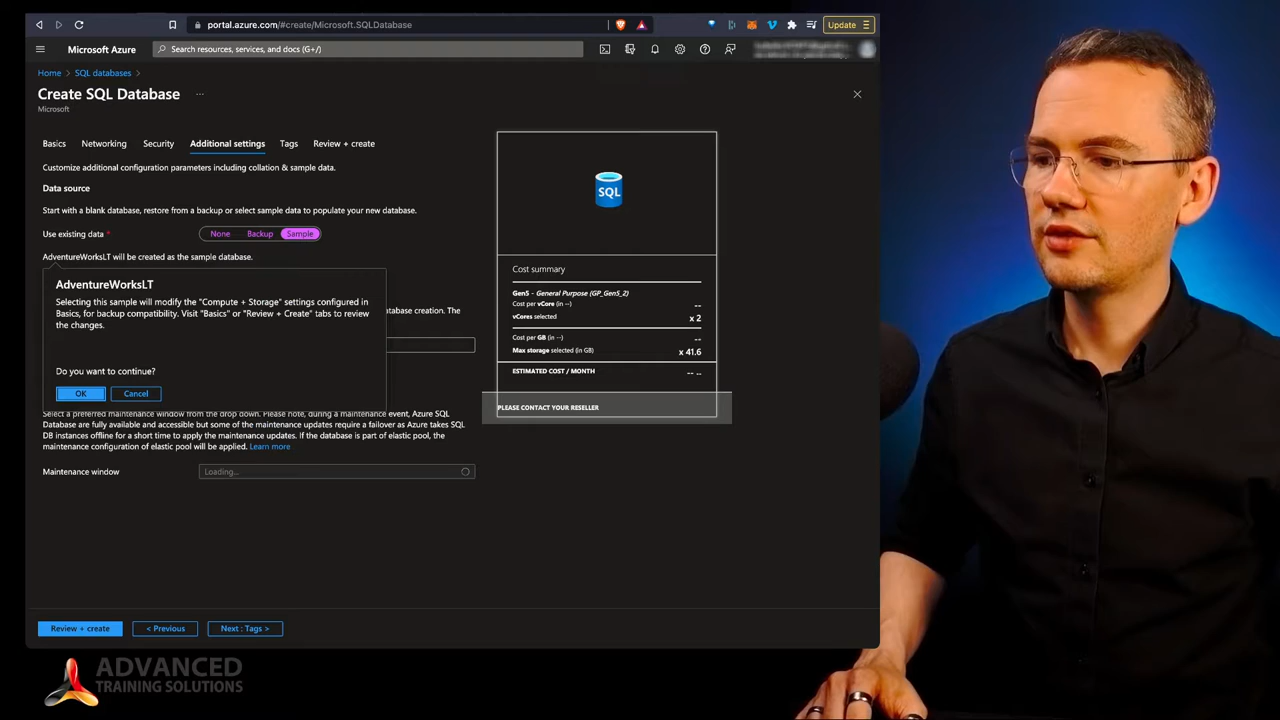 portal.azure.com/#create/Microsoft.SQLDatabase
Update
Microsoft Azure
Search resources, services, and docs (G+/)
Home > SQL databases >
Create SQL Database ...
Microsoft
Basics
Networking
Security
Additional settings
Tags
Review + create
Customize additional configuration parameters including collation & sample data.
Data source
Start with a blank database, restore from a backup or select sample data to populate your new database.
Use existing data *
None
Backup
Sample
AdventureWorksLT will be created as the sample database.
AdventureWorksLT
Selecting this sample will modify the "Compute + Storage" settings configured in
Basics, for backup compatibility. Visit "Basics" or "Review + Create" tabs to review
the changes.
atabase creation. The
Do you want to continue?
OK
Cancel
Select a preferred maintenance window from the drop down. Please note, during a maintenance event, Azure SQL
Database are fully available and accessible but some of the maintenance updates require a failover as Azure takes SQL
DB instances offline for a short time to apply the maintenance updates. If the database is part of elastic pool, the
maintenance configuration of elastic pool will be applied. Learn more
Maintenance window
Loading...
SQL
Cost summary
Gen5 - General Purpose (GP_Gen5_2)
Cost per vCore (in --)
--
vCores selected
x 2
Cost per GB (in --)
--
Max storage selected (in GB)
x 41.6
ESTIMATED COST / MONTH
-- --
PLEASE CONTACT YOUR RESELLER
Review + create
< Previous
Next : Tags >
ADVANCED
TRAINING SOLUTIONS